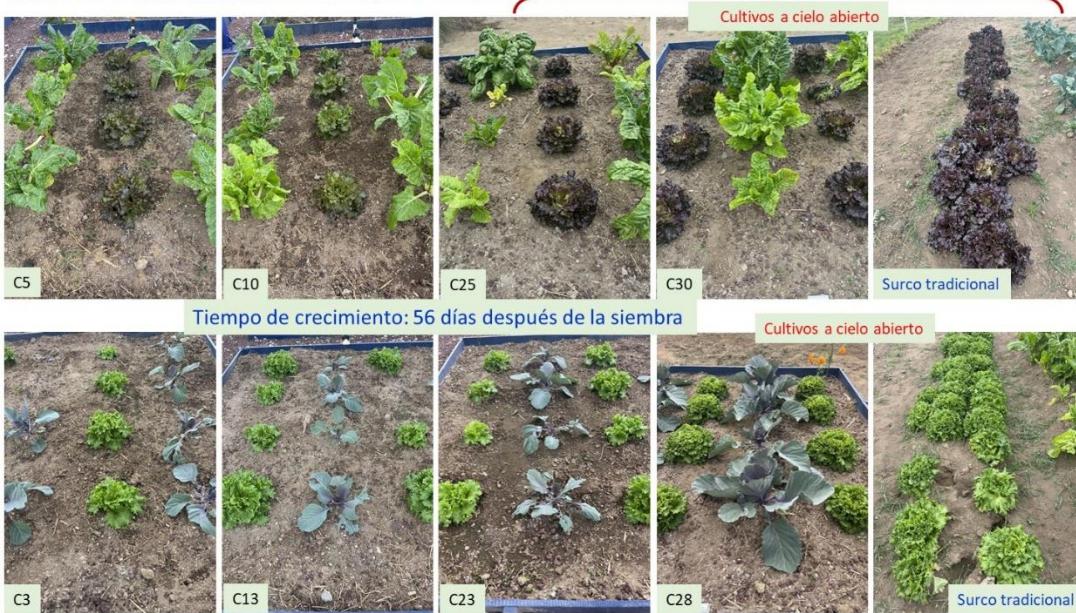 Cultivos a cielo abierto
C5
C10
C25
C30
Surco tradicional
Tiempo de crecimiento: 56 días después de la siembra
Cultivos a cielo abierto
C3
C13
C23
C28
Surco tradicional